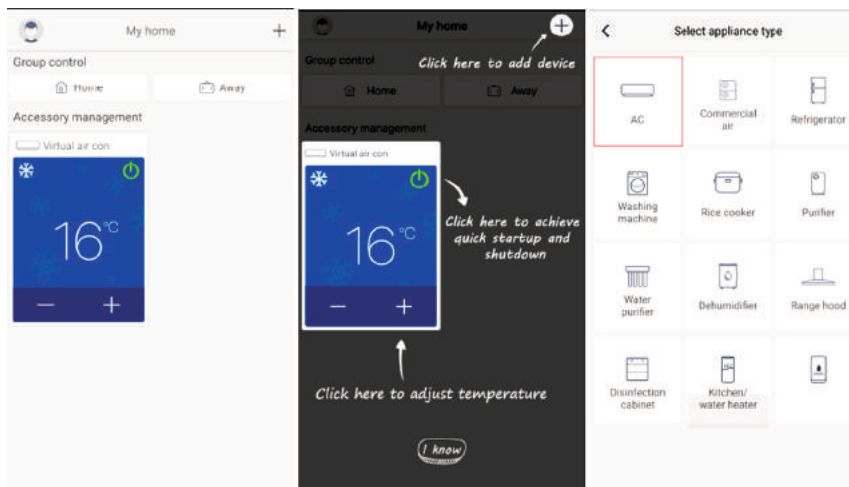 My home
+
Group control
Home
Away
Accessory management
Virtual air con
16°C
— +
My home
+
Click here to add device
Group control
Home
Away
Accessory management
Virtual air con
16°C
— +
Click here to achieve
quick startup and
shutdown
Click here to adjust temperature
I know
Select appliance type
AC
Commercial
air
Refrigerator
Washing
machine
Rice cooker
Purifier
Water
purifier
Dehumidifier
Range hood
Disinfection
cabinet
Kitchen/
water heater